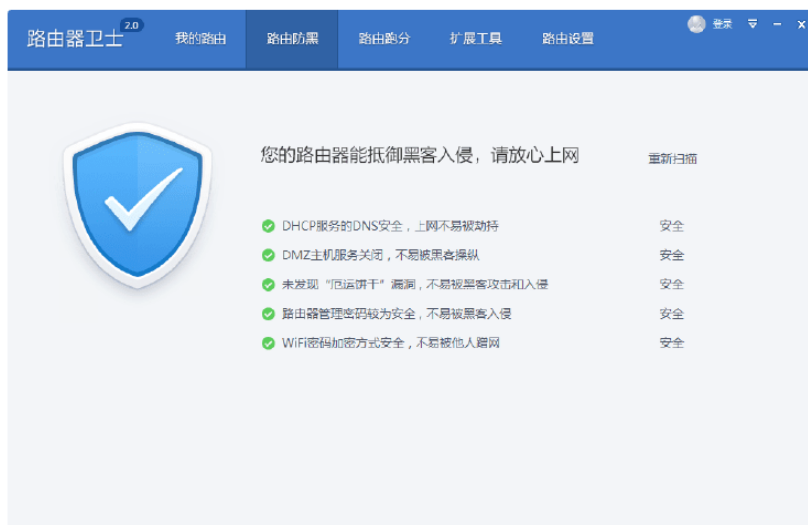 路由器卫士 2.0 我的路由 路由防黑 路由跑分 扩展工具 路由设置 登录
您的路由器能抵御黑客入侵，请放心上网 重新扫描
DHCP服务的DNS安全，上网不易被劫持 安全
DMZ主机服务关闭，不易被黑客操纵 安全
未发现“厄运饼干”漏洞，不易被黑客攻击和入侵 安全
路由器管理密码较为安全，不易被黑客入侵 安全
WiFi密码加密方式安全，不易被他人蹭网 安全